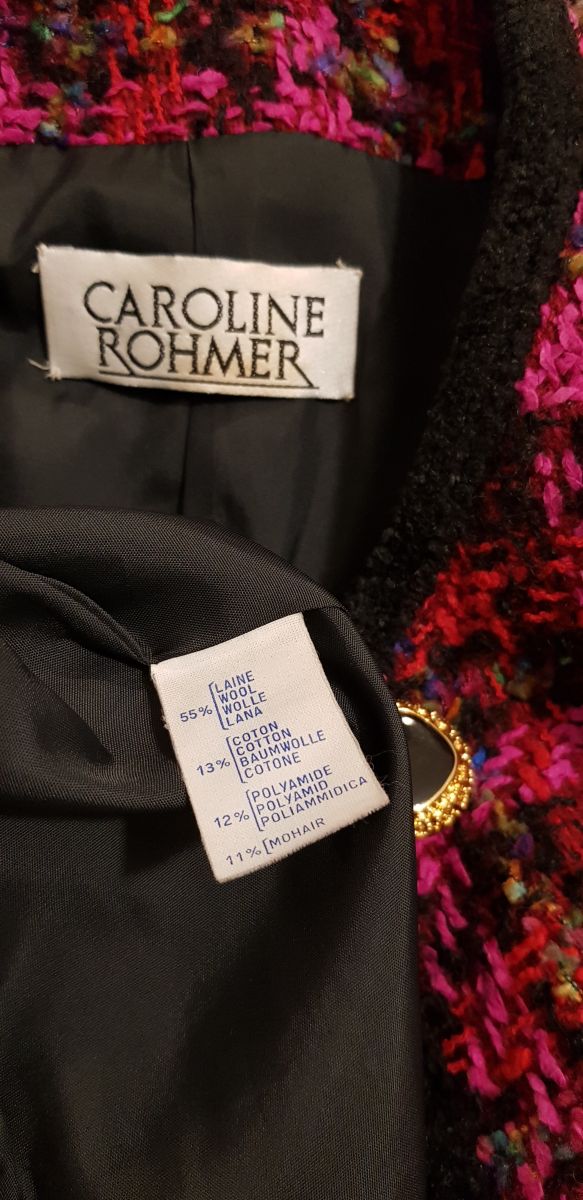 CAROLINE
ROHMER
55% LAINE
WOOL
WOLLE
LANA
13% COTON
COTTON
BAUMWOLLE
COTONE
12% POLYAMIDE
POLYAMID
POLIAMMIDICA
11% MOHAIR